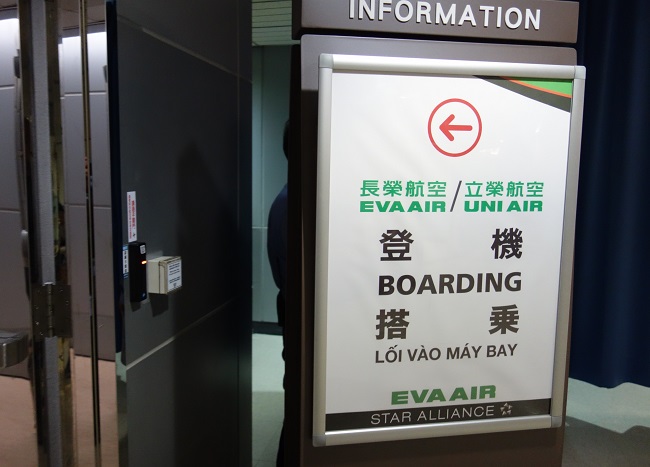 INFORMATION
長榮航空/立榮航空
EVA AIR / UNI AIR
登 機
BOARDING
搭 乗
LỐI VÀO MÁY BAY
EVA AIR
STAR ALLIANCE